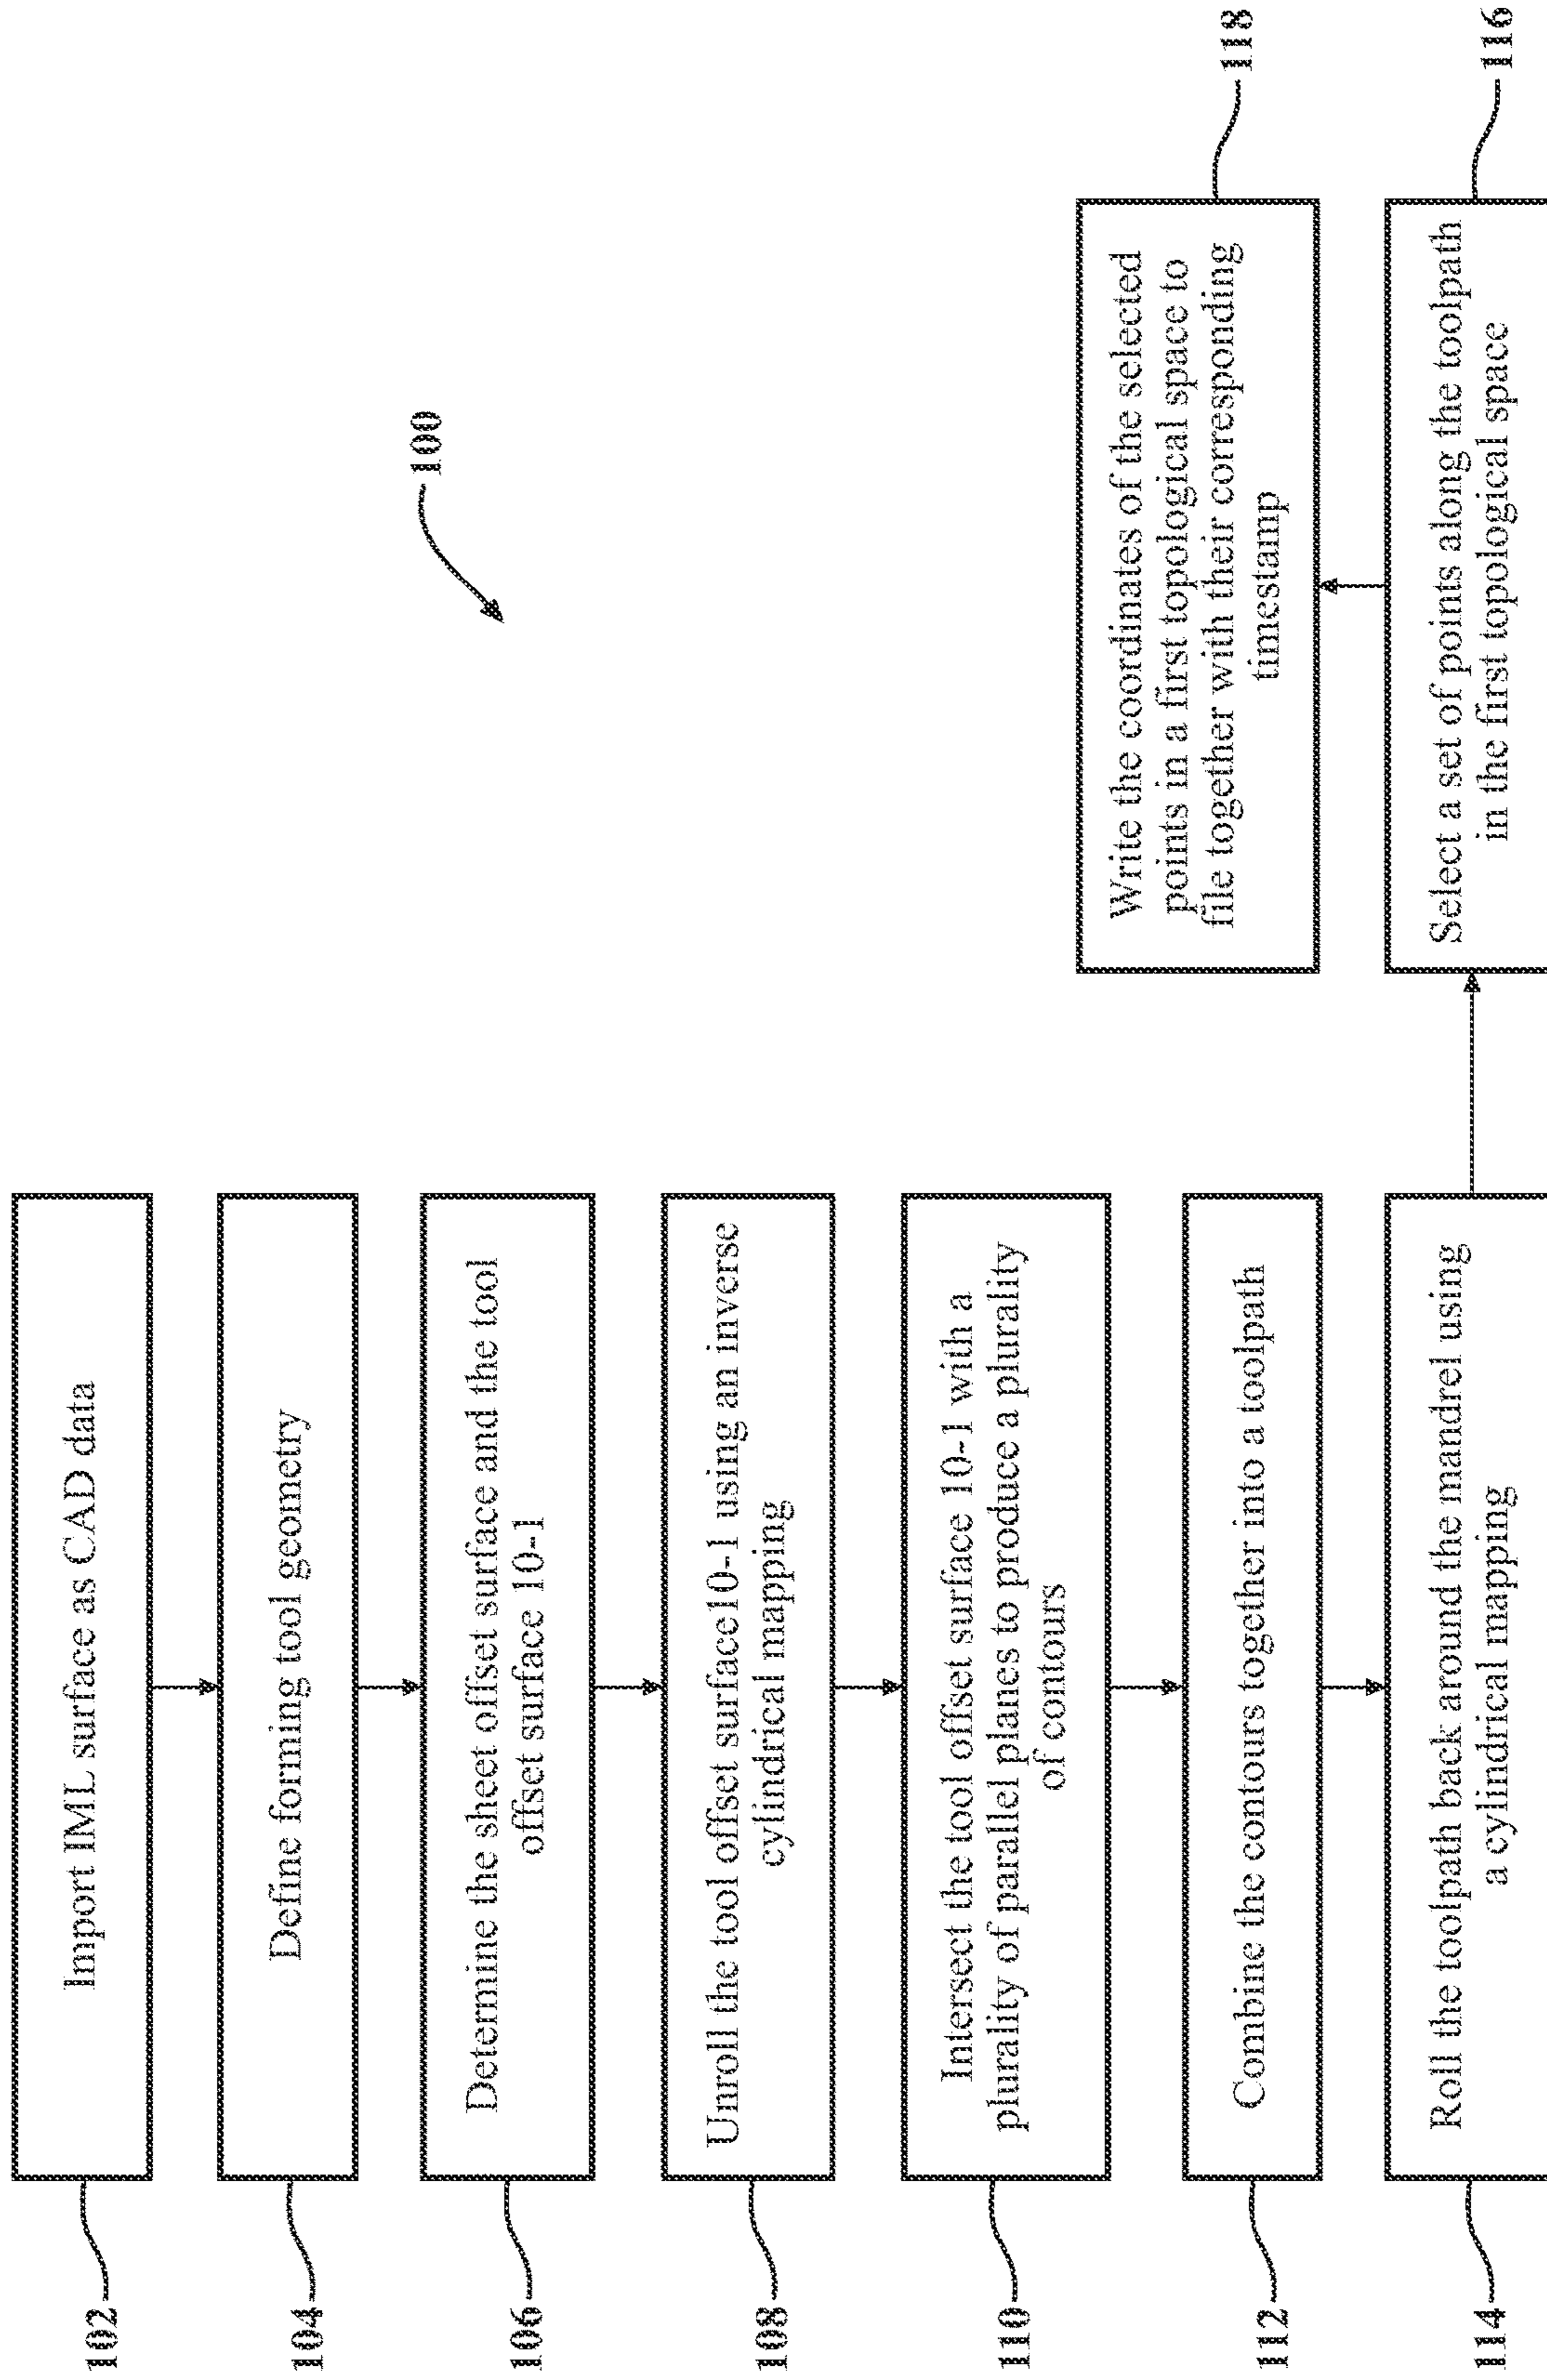 100
102
Import IML surface as CAD data
104
Define forming tool geometry
106
Determine the sheet offset surface and the tool
offset surface 10-1
108
Unroll the tool offset surface10-1 using an inverse
cylindrical mapping
110
Intersect the tool offset surface 10-1 with a
plurality of parallel planes to produce a plurality
of contours
112
Combine the contours together into a toolpath
114
Roll the toolpath back around the mandrel using
a cylindrical mapping
116
Select a set of points along the toolpath
in the first topological space
118
Write the coordinates of the selected
points in a first topological space to
file together with their corresponding
timestamp